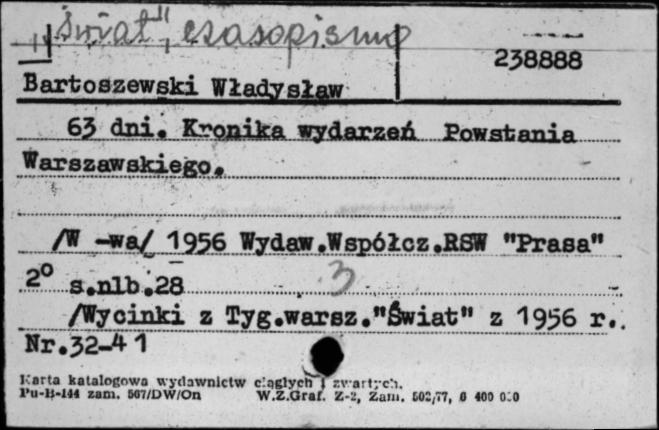 "Świat", czasopismo
238888
Bartoszewski Władysław
63 dni. Kronika wydarzeń Powstania
Warszawskiego.
/W -wa/ 1956 Wydaw.Współcz.RSW "Prasa"
2° s.nlb.28 3
/Wycinki z Tyg.warsz."Świat" z 1956 r..
Nr.32-41
Karta katalogowa wydawnictw ciągłych i zwartych.
Pu-B-144 zam. 567/DW/On W.Z.Graf. Z-2, Zam. 502/77, 6 400 000